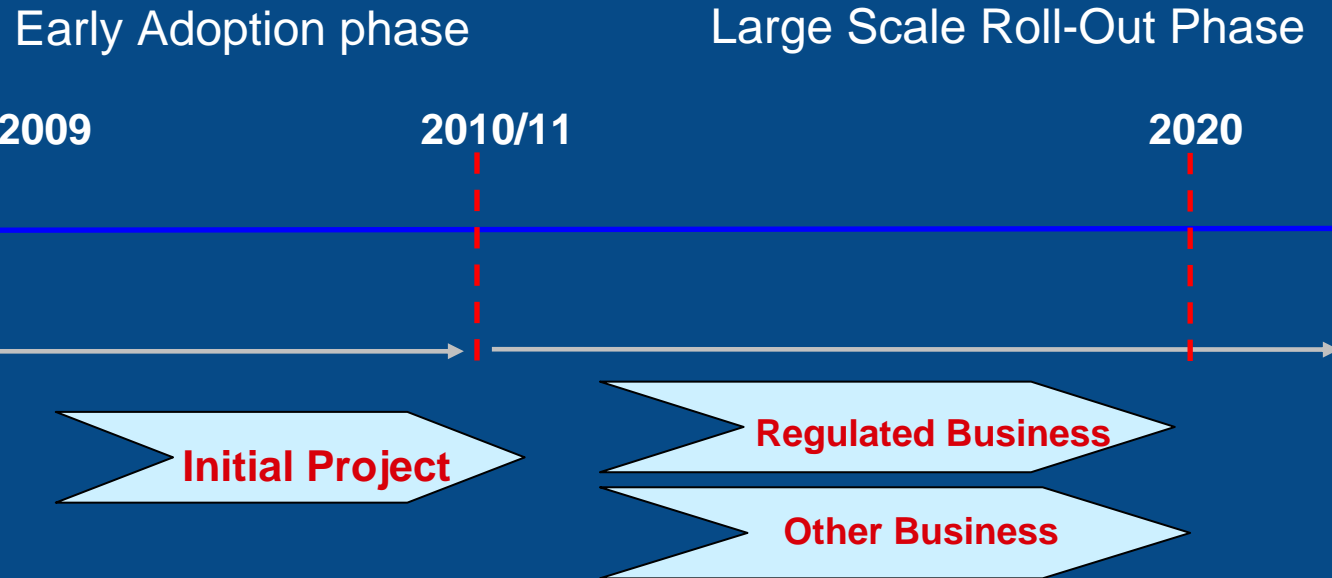 Early Adoption phase
Large Scale Roll-Out Phase
2009
2010/11
2020
Initial Project
Regulated Business
Other Business